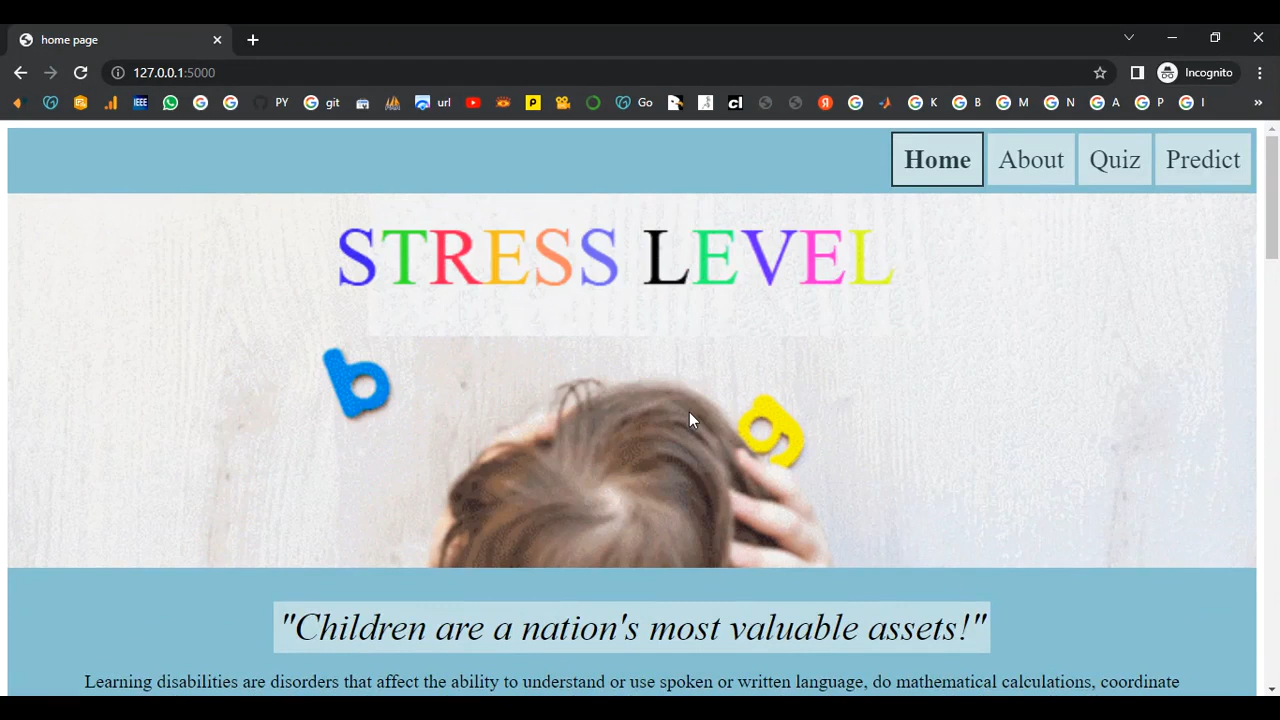 home page
127.0.0.1:5000
Incognito
IEEE
PY
git
url
Go
cl
K
B
M
N
A
P
I
Home
About
Quiz
Predict
STRESS LEVEL
b
g
"Children are a nation's most valuable assets!"
Learning disabilities are disorders that affect the ability to understand or use spoken or written language, do mathematical calculations, coordinate